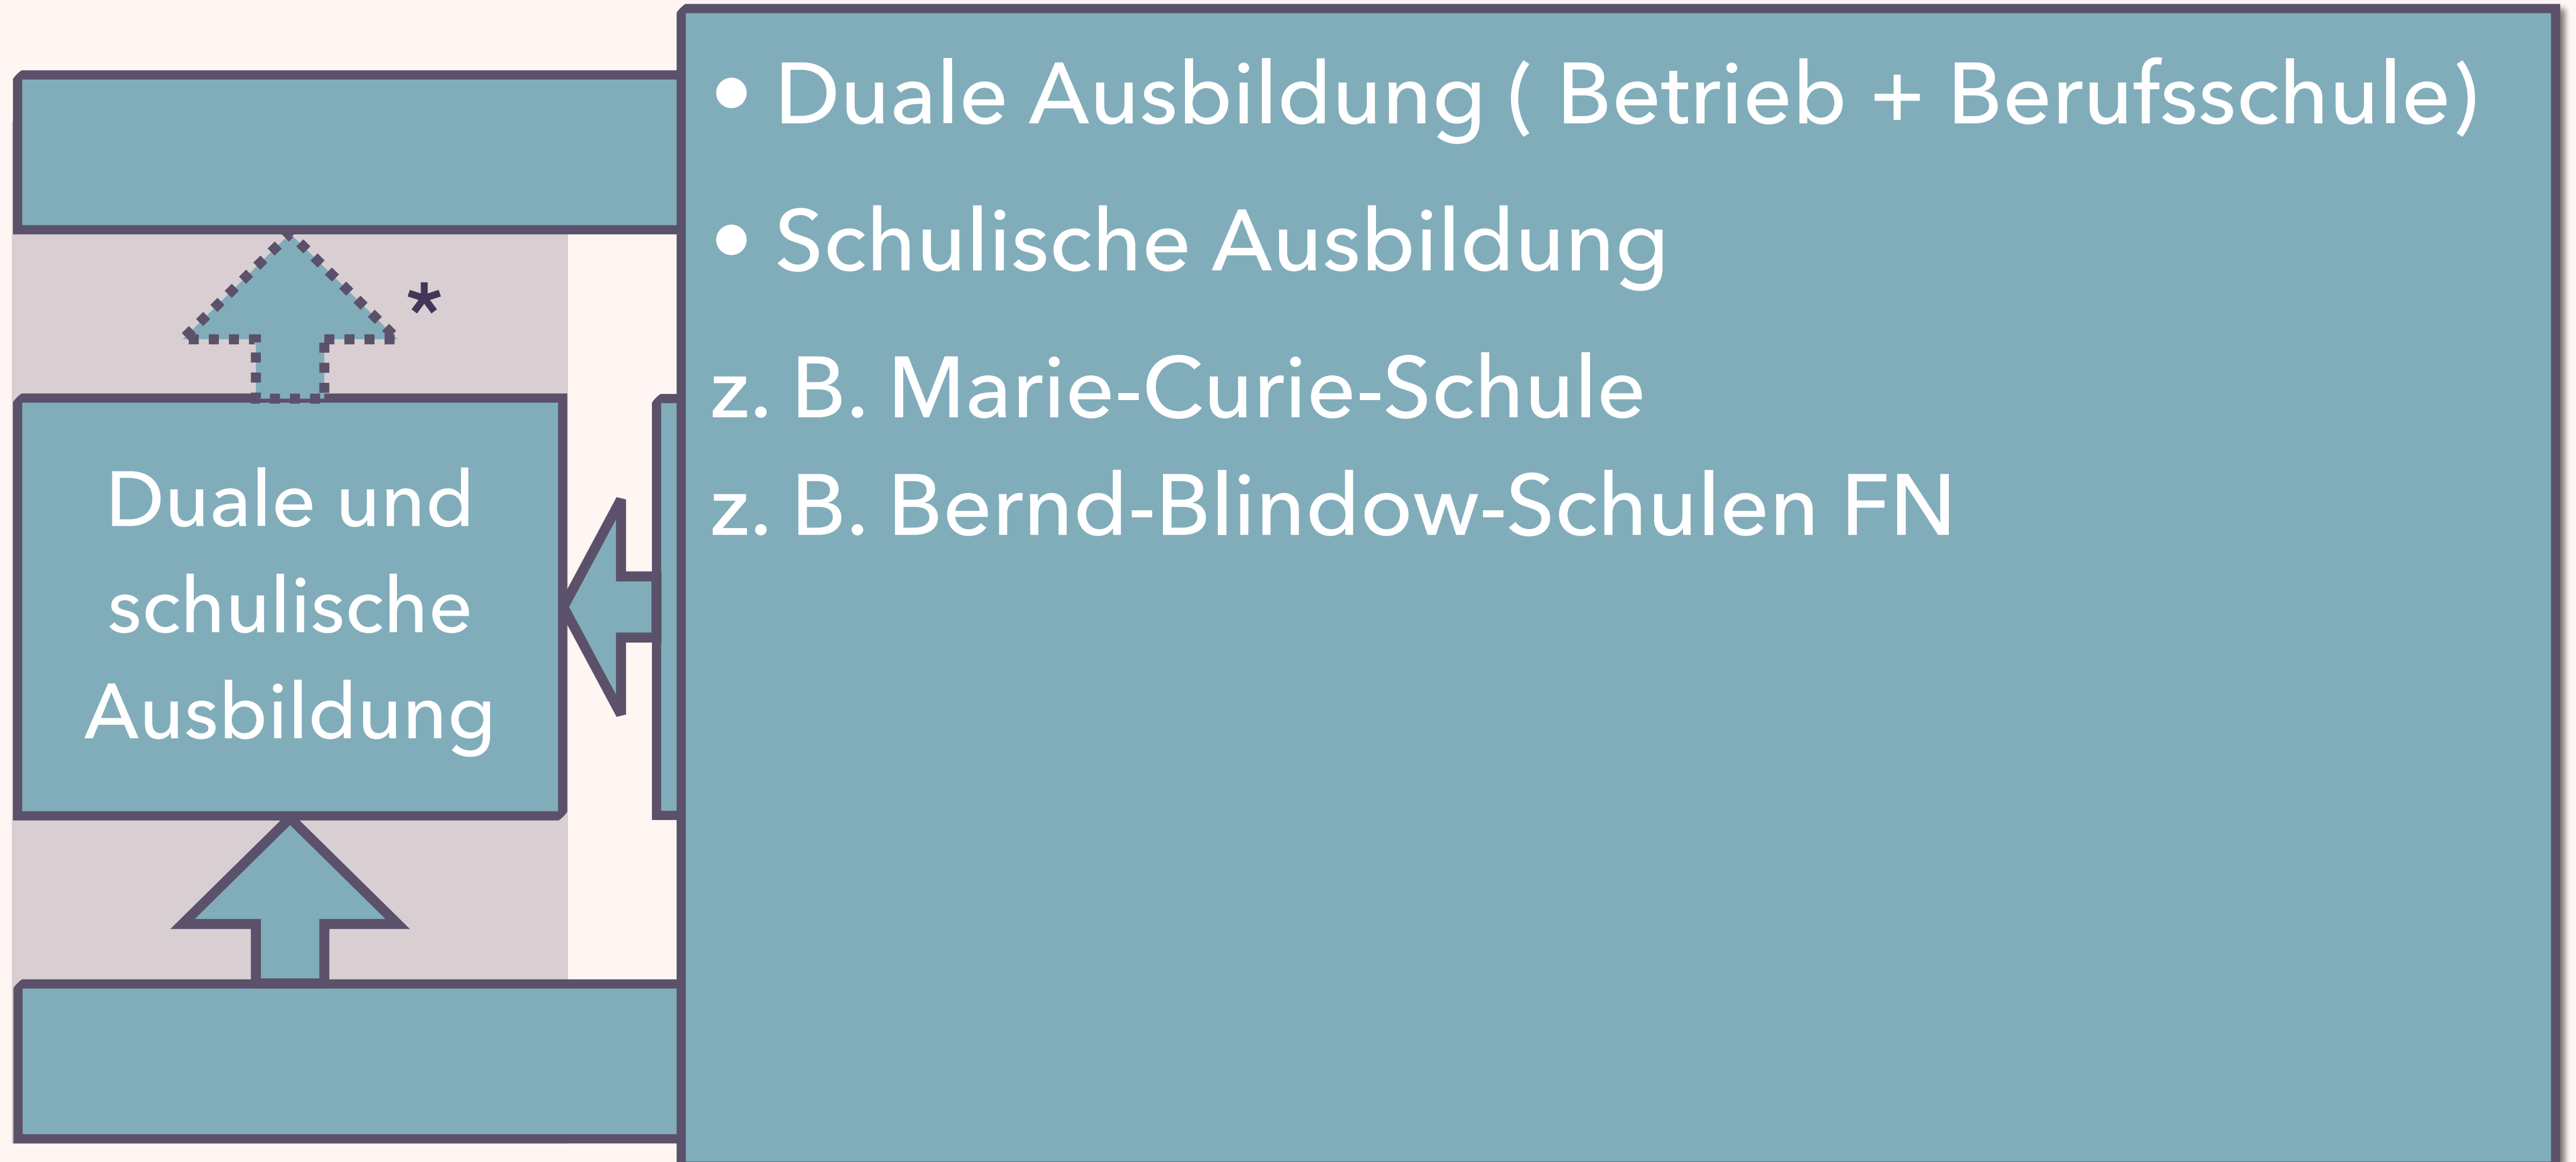 • Duale Ausbildung ( Betrieb + Berufsschule)
• Schulische Ausbildung
z. B. Marie-Curie-Schule
z. B. Bernd-Blindow-Schulen FN
*
Duale und
schulische
Ausbildung